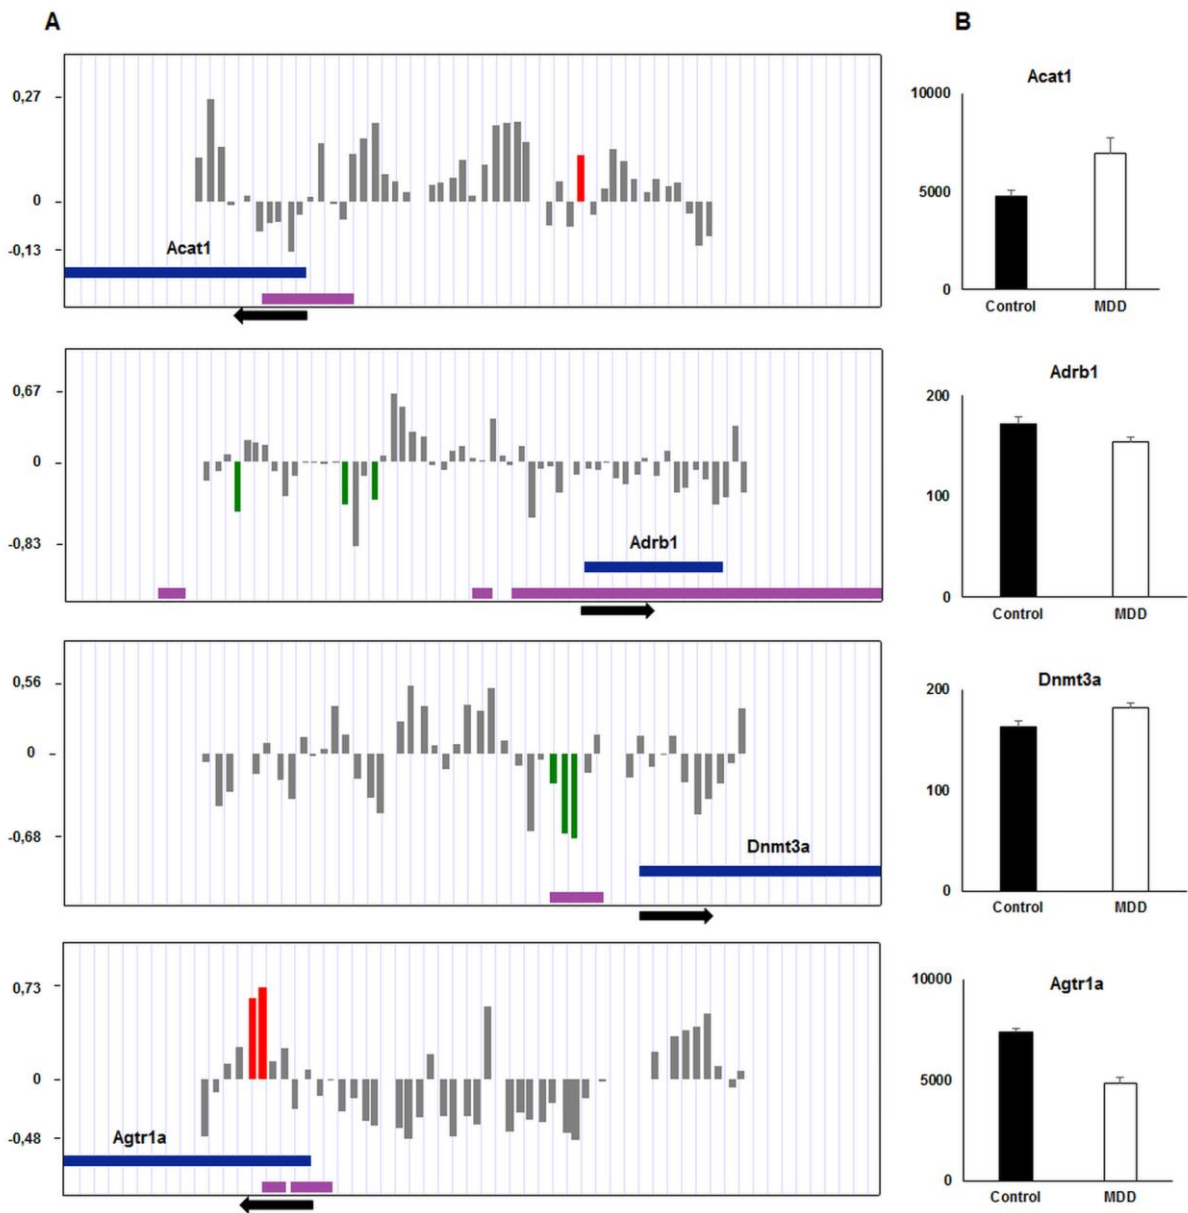 A
B
0,27
0
-0,13
Acat1
Acat1
10000
5000
0
Control MDD
0,67
0
-0,83
Adrb1
Adrb1
200
100
0
Control MDD
0,56
0
-0,68
Dnmt3a
Dnmt3a
200
100
0
Control MDD
0,73
0
-0,48
Agtr1a
Agtr1a
10000
5000
0
Control MDD